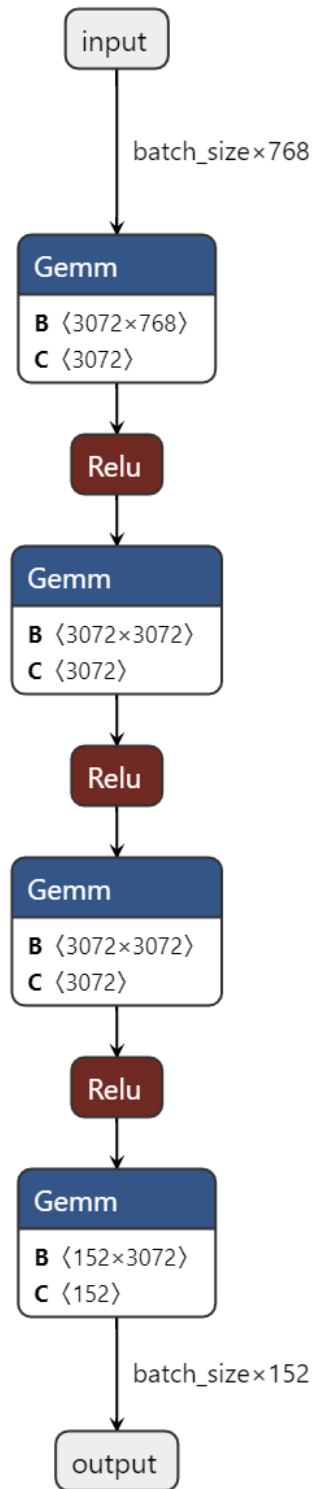 input
batch_size×768
Gemm
B 〈3072×768〉
C 〈3072〉
Relu
Gemm
B 〈3072×3072〉
C 〈3072〉
Relu
Gemm
B 〈3072×3072〉
C 〈3072〉
Relu
Gemm
B 〈152×3072〉
C 〈152〉
batch_size×152
output